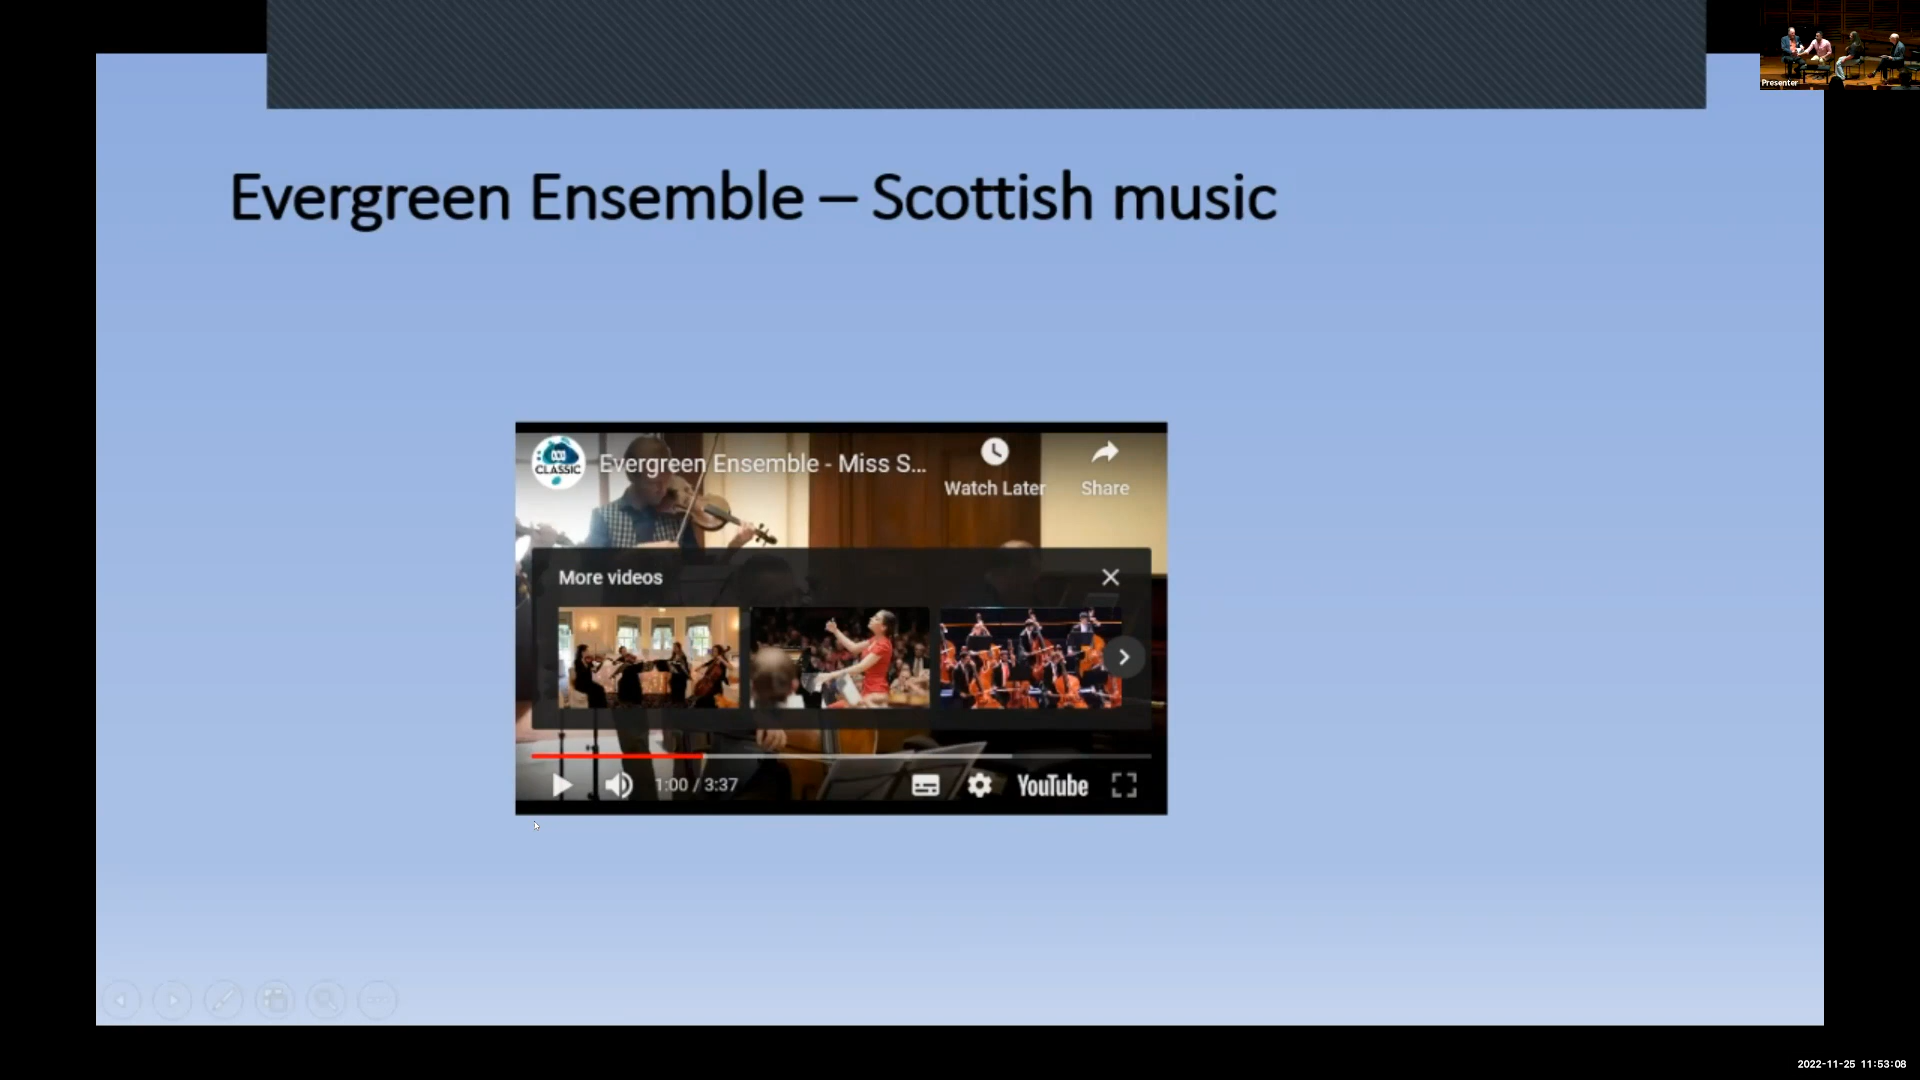 Presenter
Evergreen Ensemble – Scottish music
CLASSIC
Evergreen Ensemble - Miss S...
Watch Later
Share
More videos
1:00 / 3:37
YouTube
2022-11-25 11:53:08